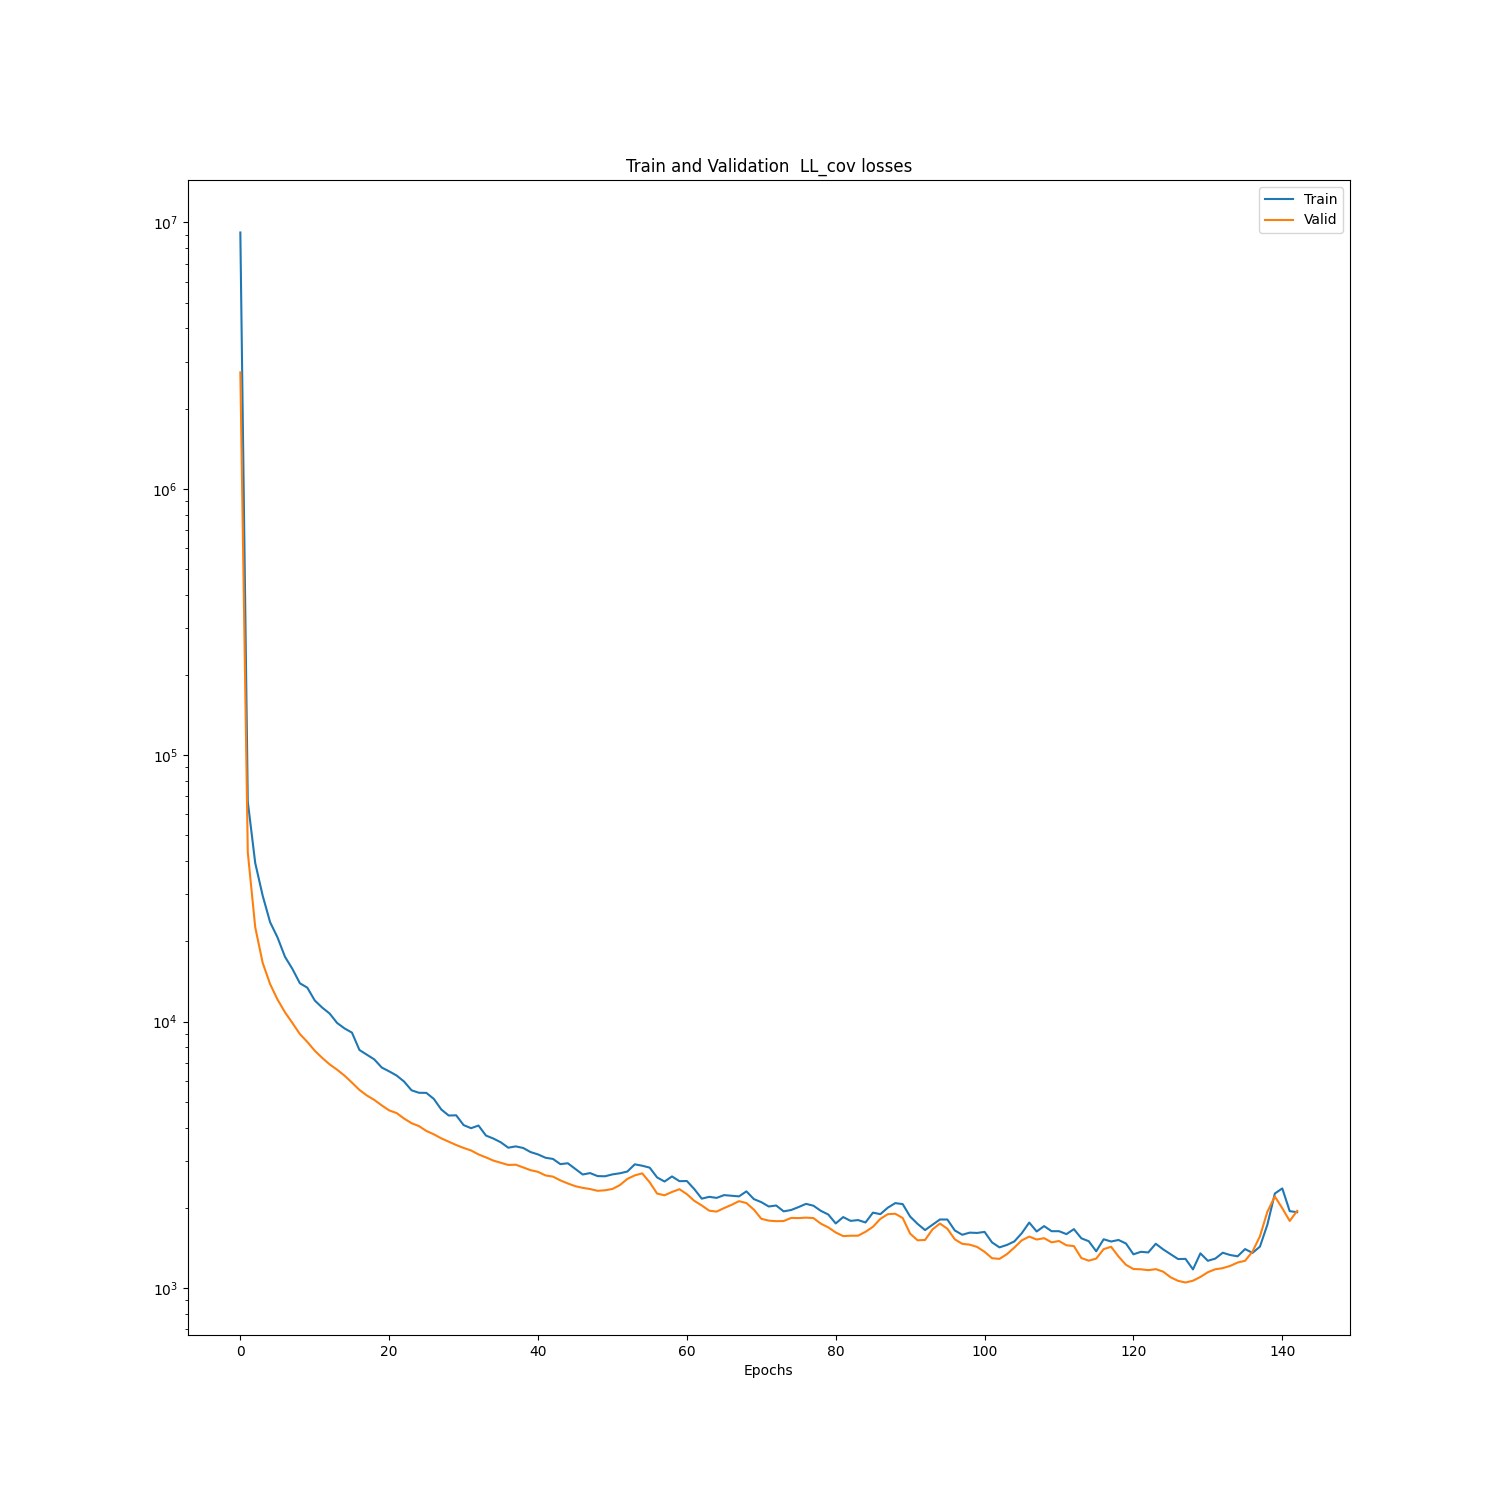 Train and Validation  LL_cov losses
Train
Valid
10⁷
10⁶
10⁵
10⁴
10³
0 20 40 60 80 100 120 140
Epochs